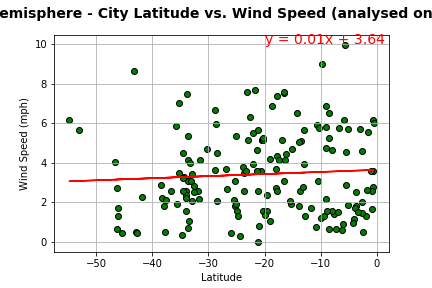 emisphere - City Latitude vs. Wind Speed (analysed on
y = 0.01x + 3.64
10
8
6
4
2
0
Wind Speed (mph)
−50 −40 −30 −20 −10 0
Latitude